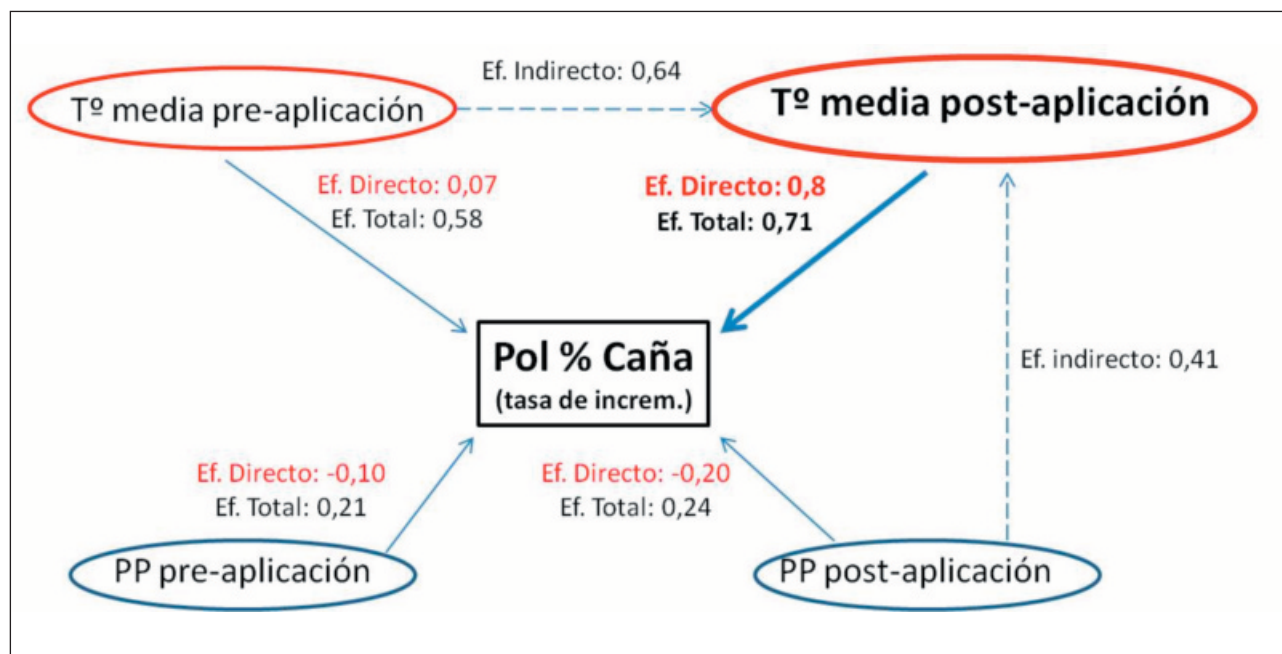 Ef. Indirecto: 0,64
Tº media pre-aplicación
Tº media post-aplicación
Ef. Directo: 0,07
Ef. Total: 0,58
Ef. Directo: 0,8
Ef. Total: 0,71
Pol % Caña
(tasa de increm.)
Ef. indirecto: 0,41
Ef. Directo: -0,10
Ef. Total: 0,21
Ef. Directo: -0,20
Ef. Total: 0,24
PP pre-aplicación
PP post-aplicación